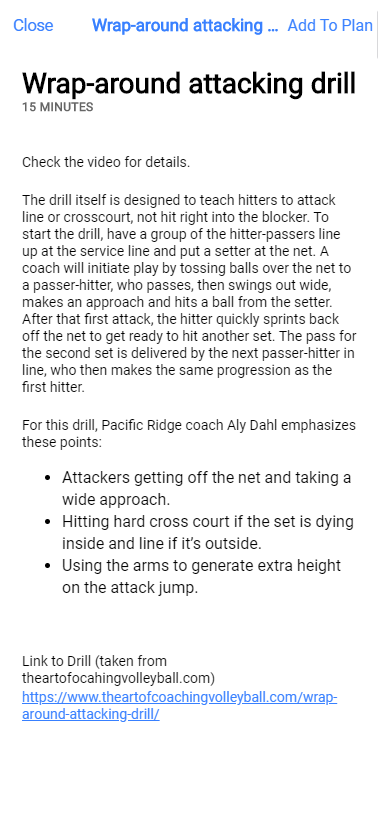 Close Wrap-around attacking ... Add To Plan
Wrap-around attacking drill
15 MINUTES
Check the video for details.
The drill itself is designed to teach hitters to attack
line or crosscourt, not hit right into the blocker. To
start the drill, have a group of the hitter-passers line
up at the service line and put a setter at the net. A
coach will initiate play by tossing balls over the net to
a passer-hitter, who passes, then swings out wide,
makes an approach and hits a ball from the setter.
After that first attack, the hitter quickly sprints back
off the net to get ready to hit another set. The pass for
the second set is delivered by the next passer-hitter in
line, who then makes the same progression as the
first hitter.
For this drill, Pacific Ridge coach Aly Dahl emphasizes
these points:
• Attackers getting off the net and taking a
wide approach.
• Hitting hard cross court if the set is dying
inside and line if it’s outside.
• Using the arms to generate extra height
on the attack jump.
Link to Drill (taken from
theartofocahingvolleyball.com)
https://www.theartofcoachingvolleyball.com/wrap-
around-attacking-drill/